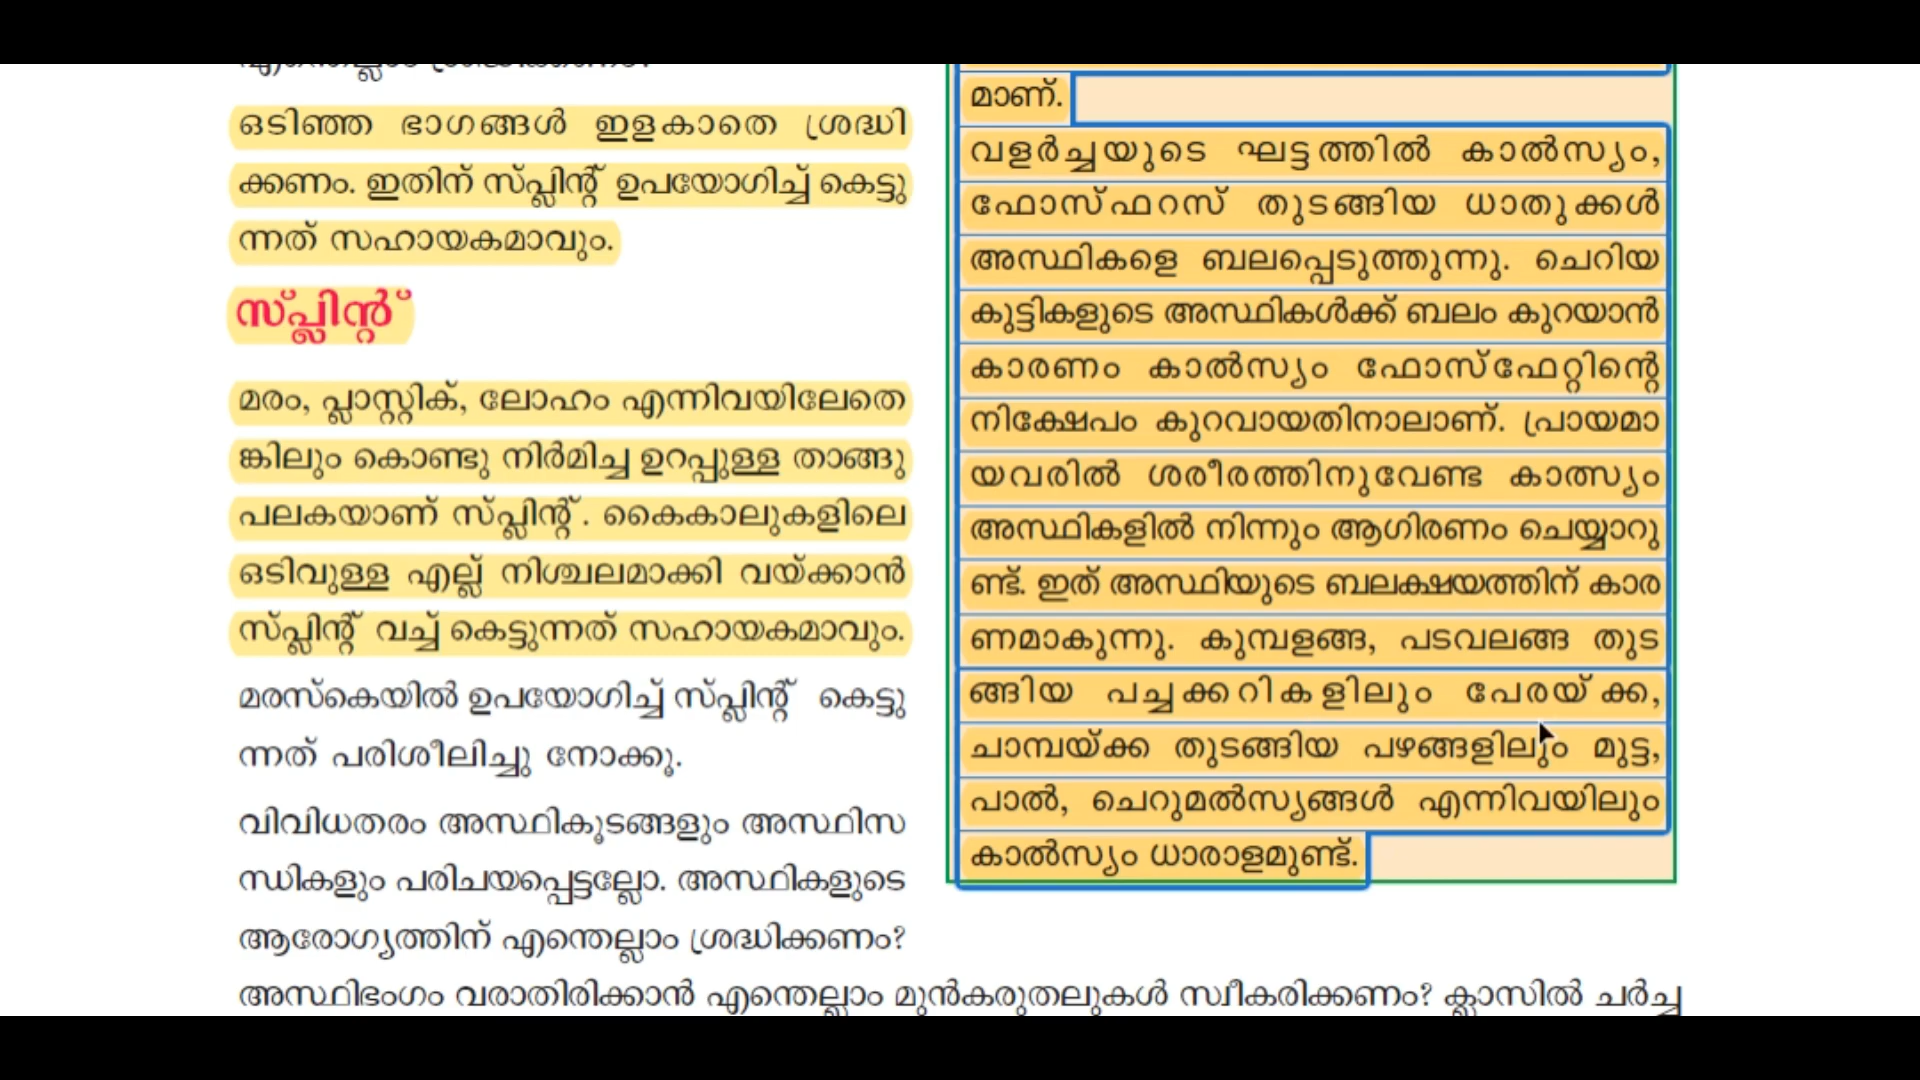 ഒടിഞ്ഞ ഭാഗങ്ങൾ ഇളകാതെ ശ്രദ്ധി
ക്കണം. ഇതിന് സ്പ്ലിന്റ് ഉപയോഗിച്ച് കെട്ടു
ന്നത് സഹായകമാവും.
സ്പ്ലിന്റ്
മരം, പ്ലാസ്റ്റിക്, ലോഹം എന്നിവയിലേതെ
ങ്കിലും കൊണ്ടു നിർമിച്ച ഉറപ്പുള്ള താങ്ങു
പലകയാണ് സ്പ്ലിന്റ്. കൈകാലുകളിലെ
ഒടിവുള്ള എല്ല് നിശ്ചലമാക്കി വയ്ക്കാൻ
സ്പ്ലിന്റ് വച്ച് കെട്ടുന്നത് സഹായകമാവും.
മരസ്കെയിൽ ഉപയോഗിച്ച് സ്പ്ലിന്റ് കെട്ടു
ന്നത് പരിശീലിച്ചു നോക്കൂ.
വിവിധതരം അസ്ഥികൂടങ്ങളും അസ്ഥിസ
ന്ധികളും പരിചയപ്പെട്ടല്ലോ. അസ്ഥികളുടെ
ആരോഗ്യത്തിന് എന്തെല്ലാം ശ്രദ്ധിക്കണം?
അസ്ഥിഭംഗം വരാതിരിക്കാൻ എന്തെല്ലാം മുൻകരുതലുകൾ സ്വീകരിക്കണം? ക്ലാസിൽ ചർച്ച
മാണ്.
വളർച്ചയുടെ ഘട്ടത്തിൽ കാൽസ്യം,
ഫോസ്ഫറസ് തുടങ്ങിയ ധാതുക്കൾ
അസ്ഥികളെ ബലപ്പെടുത്തുന്നു. ചെറിയ
കുട്ടികളുടെ അസ്ഥികൾക്ക് ബലം കുറയാൻ
കാരണം കാൽസ്യം ഫോസ്ഫേറ്റിന്റെ
നിക്ഷേപം കുറവായതിനാലാണ്. പ്രായമാ
യവരിൽ ശരീരത്തിനുവേണ്ട കാത്സ്യം
അസ്ഥികളിൽ നിന്നും ആഗിരണം ചെയ്യാറു
ണ്ട്. ഇത് അസ്ഥിയുടെ ബലക്ഷയത്തിന് കാര
ണമാകുന്നു. കുമ്പളങ്ങ, പടവലങ്ങ തുട
ങ്ങിയ പച്ചക്കറികളിലും പേരയ്ക്ക,
ചാമ്പയ്ക്ക തുടങ്ങിയ പഴങ്ങളിലും മുട്ട,
പാൽ, ചെറുമൽസ്യങ്ങൾ എന്നിവയിലും
കാൽസ്യം ധാരാളമുണ്ട്.